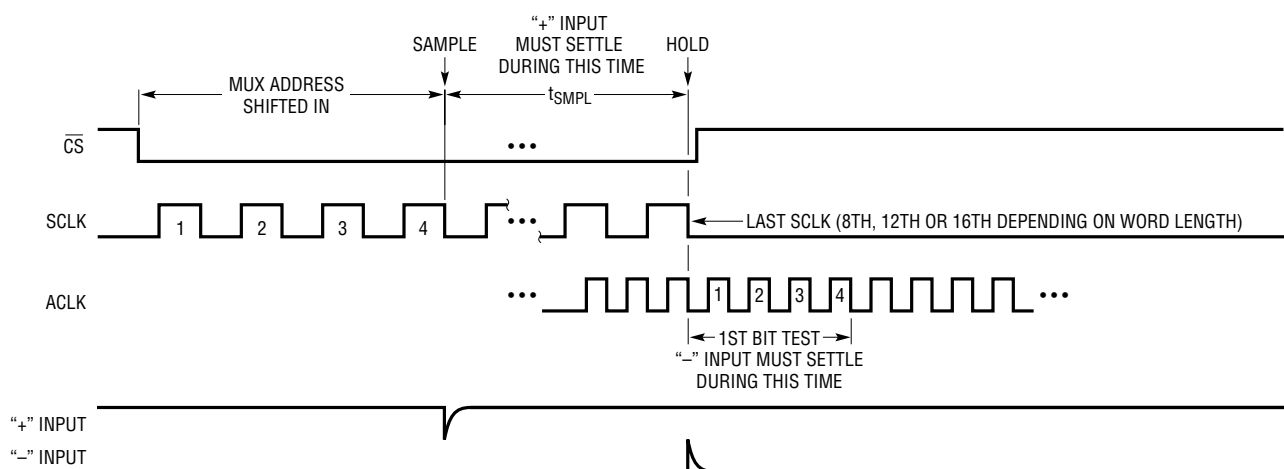 "+" INPUT
MUST SETTLE
DURING THIS TIME
SAMPLE
HOLD
MUX ADDRESS
SHIFTED IN
tSMPL
CS
•••
SCLK
1 2 3 4
•••
LAST SCLK (8TH, 12TH OR 16TH DEPENDING ON WORD LENGTH)
ACLK
•••
1 2 3 4
•••
1ST BIT TEST
"–" INPUT MUST SETTLE
DURING THIS TIME
"+" INPUT
"–" INPUT